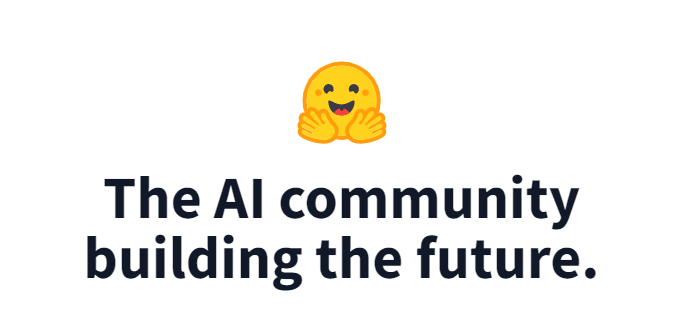 The AI community
building the future.